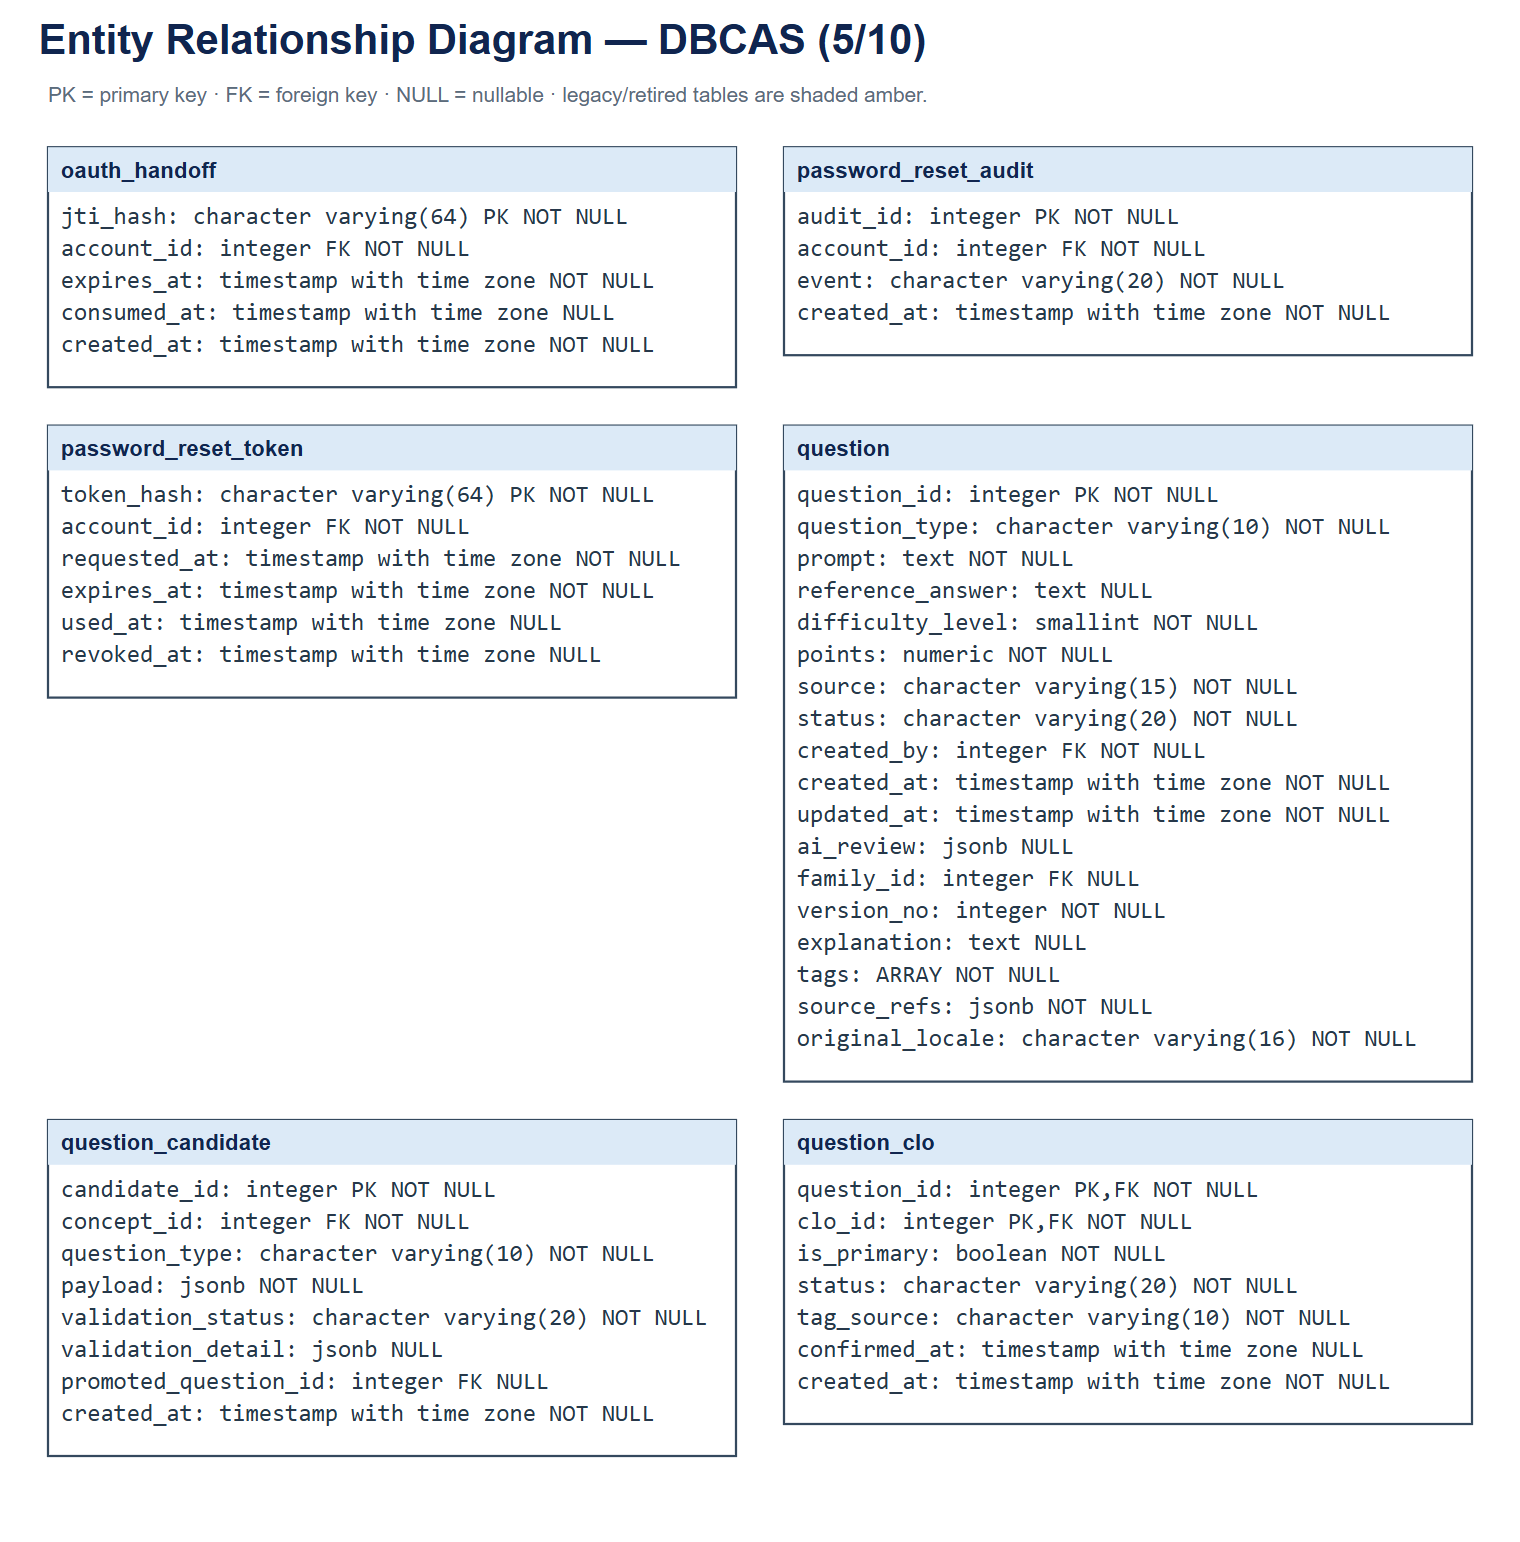 Entity Relationship Diagram — DBCAS (5/10)
PK = primary key · FK = foreign key · NULL = nullable · legacy/retired tables are shaded amber.
oauth_handoff
jti_hash: character varying(64) PK NOT NULL
account_id: integer FK NOT NULL
expires_at: timestamp with time zone NOT NULL
consumed_at: timestamp with time zone NULL
created_at: timestamp with time zone NOT NULL
password_reset_audit
audit_id: integer PK NOT NULL
account_id: integer FK NOT NULL
event: character varying(20) NOT NULL
created_at: timestamp with time zone NOT NULL
password_reset_token
token_hash: character varying(64) PK NOT NULL
account_id: integer FK NOT NULL
requested_at: timestamp with time zone NOT NULL
expires_at: timestamp with time zone NOT NULL
used_at: timestamp with time zone NULL
revoked_at: timestamp with time zone NULL
question
question_id: integer PK NOT NULL
question_type: character varying(10) NOT NULL
prompt: text NOT NULL
reference_answer: text NULL
difficulty_level: smallint NOT NULL
points: numeric NOT NULL
source: character varying(15) NOT NULL
status: character varying(20) NOT NULL
created_by: integer FK NOT NULL
created_at: timestamp with time zone NOT NULL
updated_at: timestamp with time zone NOT NULL
ai_review: jsonb NULL
family_id: integer FK NULL
version_no: integer NOT NULL
explanation: text NULL
tags: ARRAY NOT NULL
source_refs: jsonb NOT NULL
original_locale: character varying(16) NOT NULL
question_candidate
candidate_id: integer PK NOT NULL
concept_id: integer FK NOT NULL
question_type: character varying(10) NOT NULL
payload: jsonb NOT NULL
validation_status: character varying(20) NOT NULL
validation_detail: jsonb NULL
promoted_question_id: integer FK NULL
created_at: timestamp with time zone NOT NULL
question_clo
question_id: integer PK,FK NOT NULL
clo_id: integer PK,FK NOT NULL
is_primary: boolean NOT NULL
status: character varying(20) NOT NULL
tag_source: character varying(10) NOT NULL
confirmed_at: timestamp with time zone NULL
created_at: timestamp with time zone NOT NULL